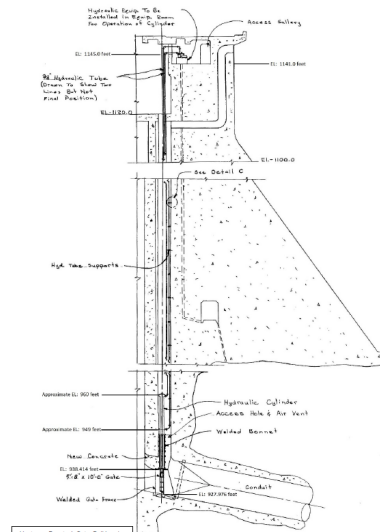 Hydraulic Equip To Be
Installed in Equip. Room
For Operation of Cylinder
Access Gallery
EL: 1145.0 feet
EL: 1141.0 feet
Hydraulic Tube
(Drawn To Show Two
Lines But Not
Final Position)
EL-1120.0
EL-1100.0
See Detail C
Hyd Tube Supports
Approximate EL: 960 feet
Hydraulic Cylinder
Access Hole & Air Vent
Approximate EL: 949 feet
Welded Bonnet
New Concrete
EL: 938.414 feet
5'-8" x 10'-0" Gate
EL: 927.976 feet
Conduit
Welded Gate Frame